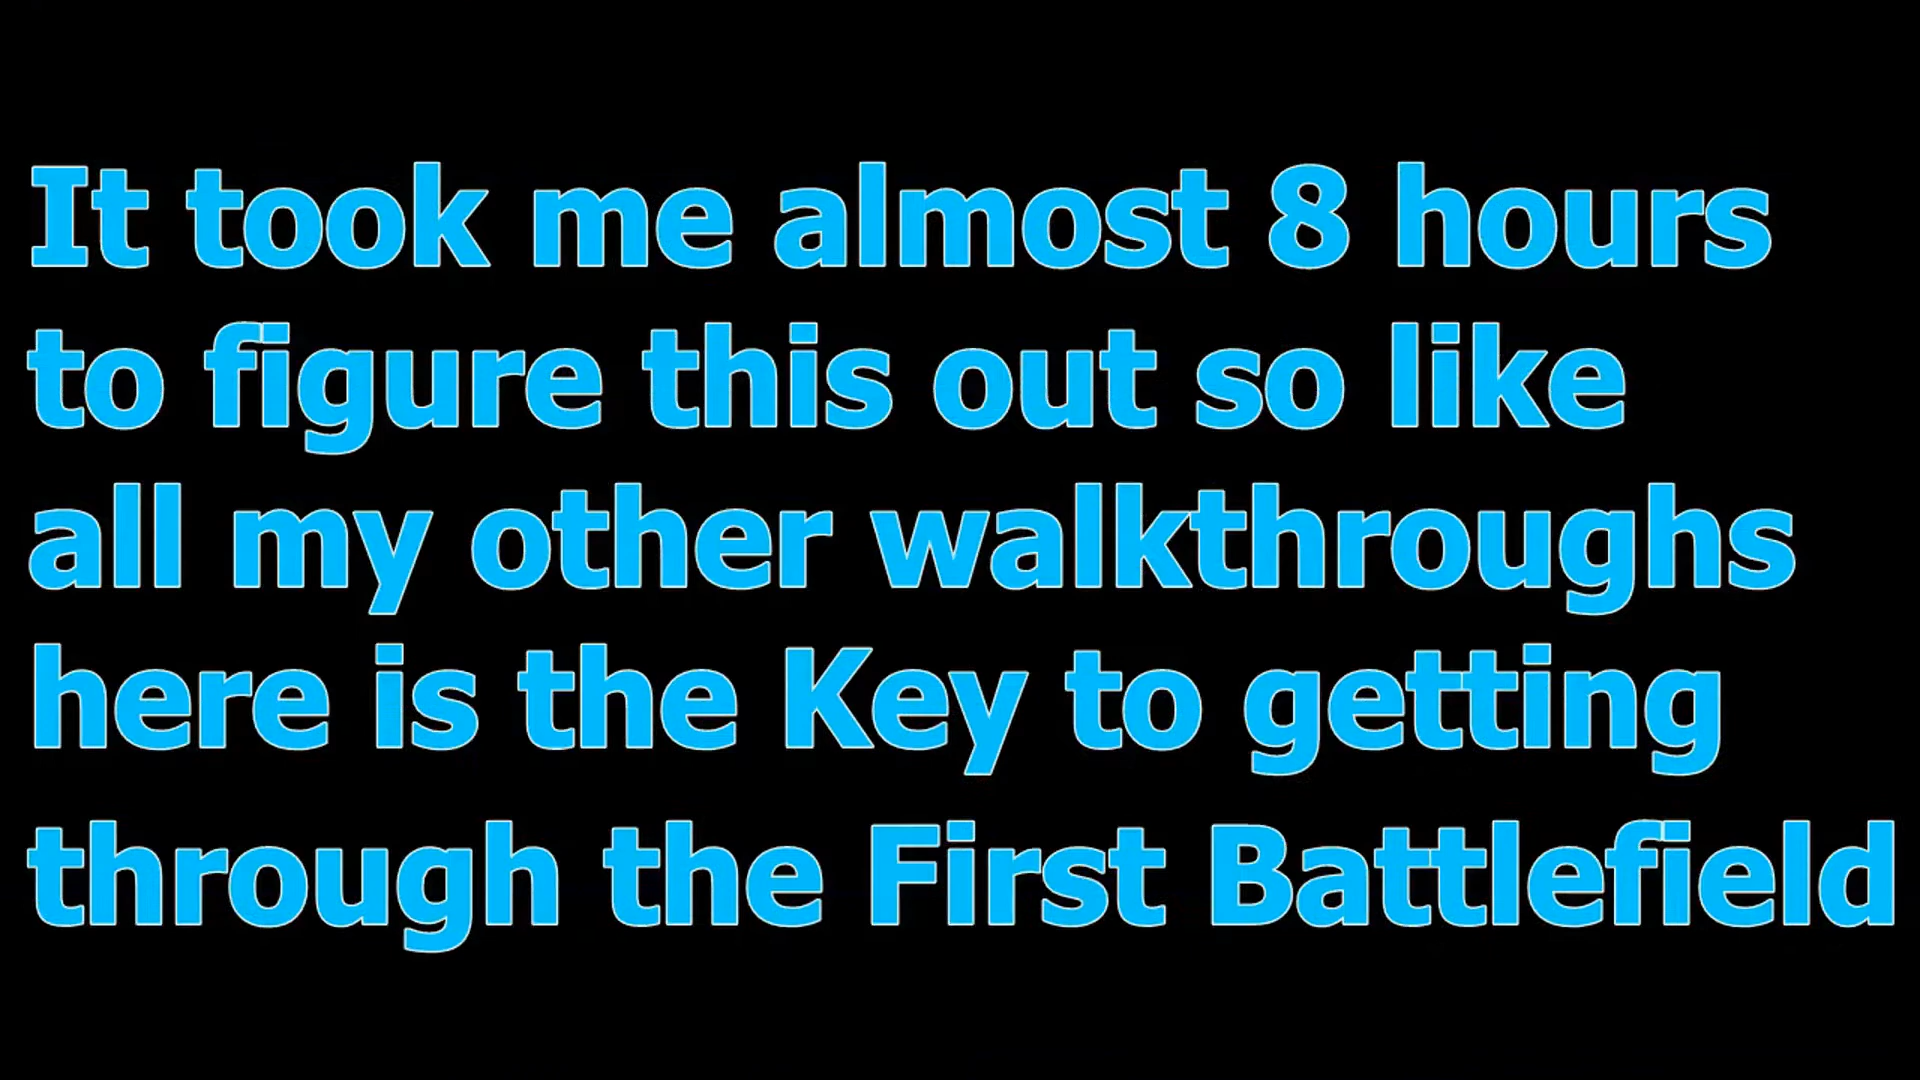 It took me almost 8 hours
to figure this out so like
all my other walkthroughs
here is the Key to getting
through the First Battlefield